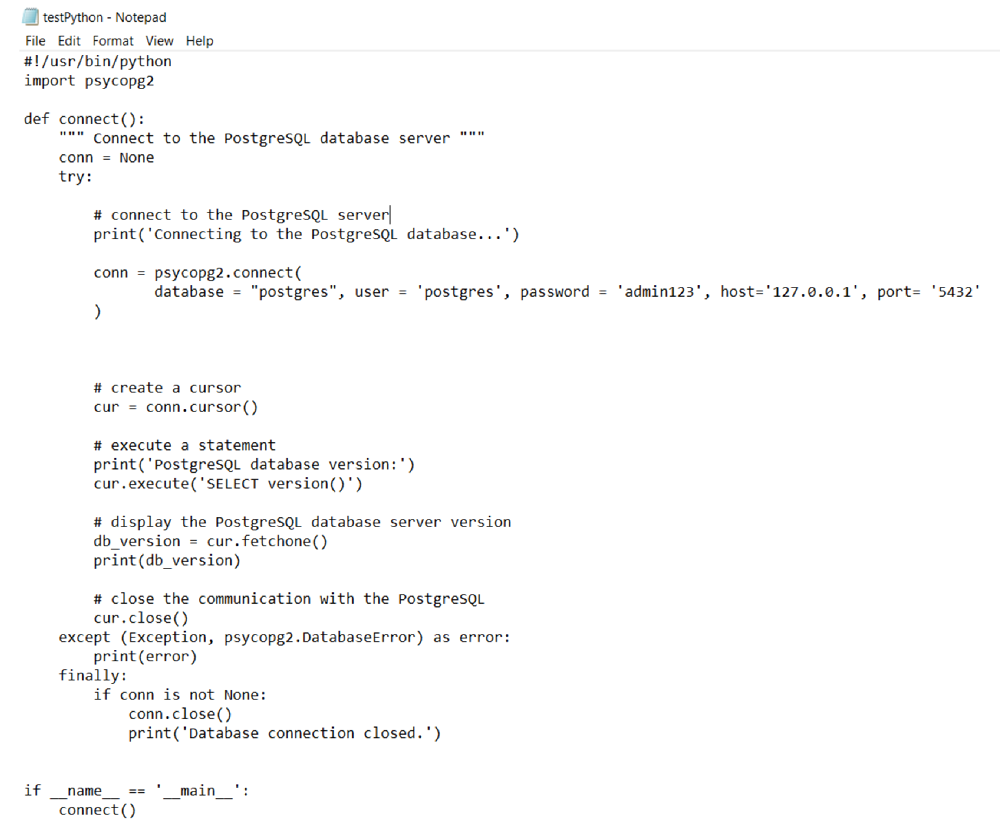 testPython - Notepad
File Edit Format View Help
#!/usr/bin/python
import psycopg2

def connect():
    """ Connect to the PostgreSQL database server """
    conn = None
    try:

        # connect to the PostgreSQL server
        print('Connecting to the PostgreSQL database...')

        conn = psycopg2.connect(
               database = "postgres", user = 'postgres', password = 'admin123', host='127.0.0.1', port= '5432'
        )



        # create a cursor
        cur = conn.cursor()

        # execute a statement
        print('PostgreSQL database version:')
        cur.execute('SELECT version()')

        # display the PostgreSQL database server version
        db_version = cur.fetchone()
        print(db_version)

        # close the communication with the PostgreSQL
        cur.close()
    except (Exception, psycopg2.DatabaseError) as error:
        print(error)
    finally:
        if conn is not None:
            conn.close()
            print('Database connection closed.')


if __name__ == '__main__':
    connect()